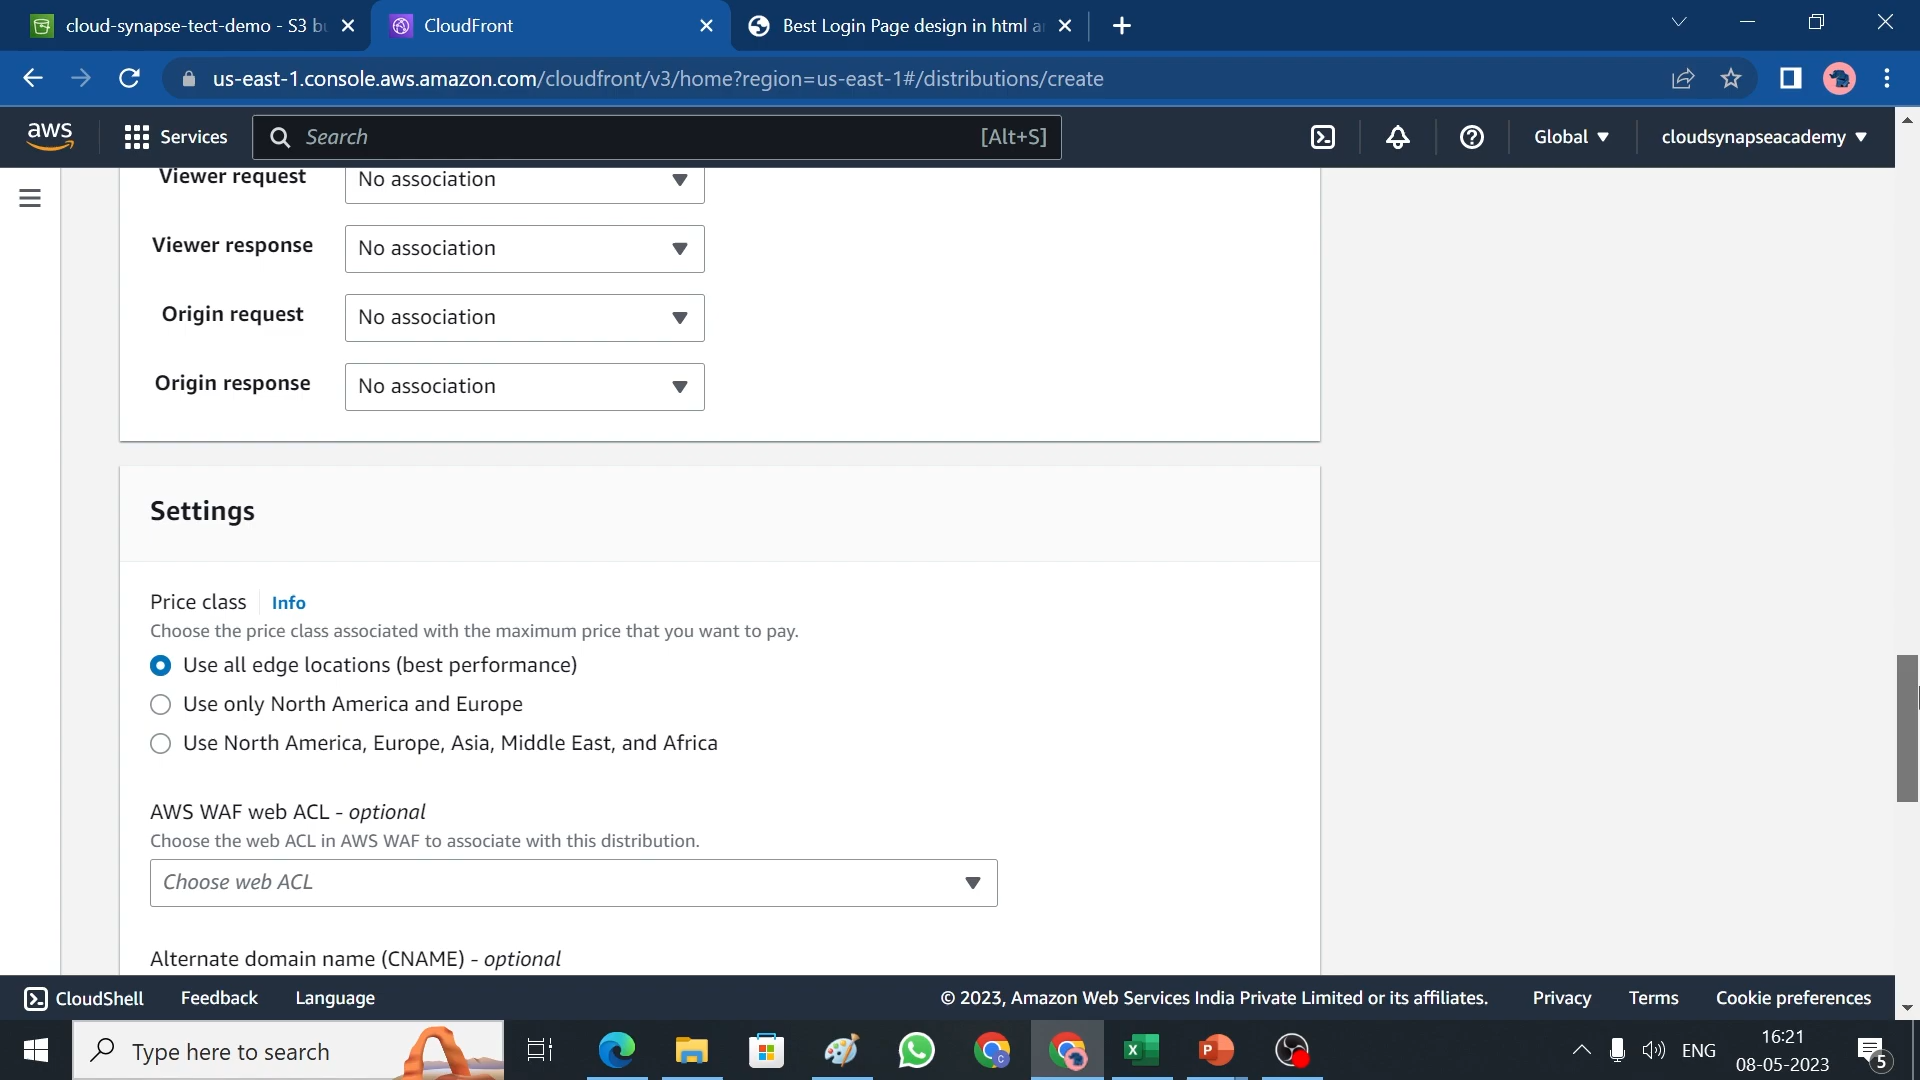 cloud-synapse-tect-demo - S3 bu
CloudFront
Best Login Page design in html a
us-east-1.console.aws.amazon.com/cloudfront/v3/home?region=us-east-1#/distributions/create
aws
Services
Search
[Alt+S]
Global
cloudsynapseacademy
Viewer request
No association
Viewer response
No association
Origin request
No association
Origin response
No association
Settings
Price class
Info
Choose the price class associated with the maximum price that you want to pay.
Use all edge locations (best performance)
Use only North America and Europe
Use North America, Europe, Asia, Middle East, and Africa
AWS WAF web ACL - optional
Choose the web ACL in AWS WAF to associate with this distribution.
Choose web ACL
Alternate domain name (CNAME) - optional
CloudShell
Feedback
Language
© 2023, Amazon Web Services India Private Limited or its affiliates.
Privacy
Terms
Cookie preferences
Type here to search
ENG
16:21
08-05-2023
5